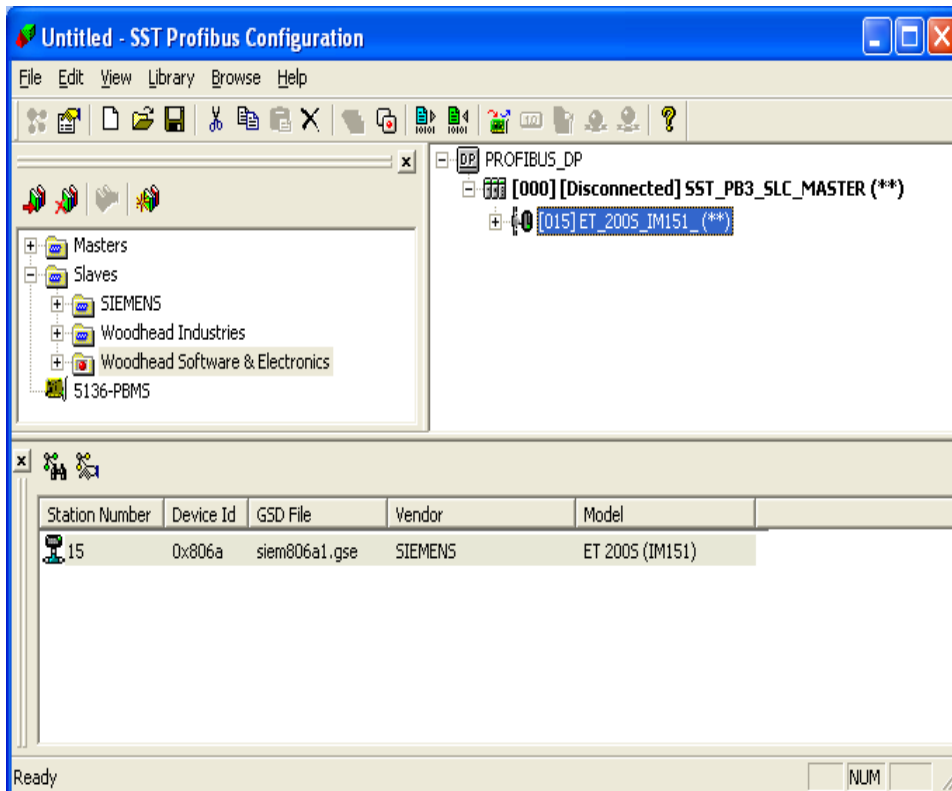 Untitled - SST Profibus Configuration
File Edit View Library Browse Help
Masters
Slaves
SIEMENS
Woodhead Industries
Woodhead Software & Electronics
5136-PBMS
DP PROFIBUS_DP
[000] [Disconnected] SST_PB3_SLC_MASTER (**)
[015] ET_200S_IM151_ (**)
Station Number Device Id GSD File Vendor Model
15 0x806a siem806a1.gse SIEMENS ET 200S (IM151)
Ready NUM